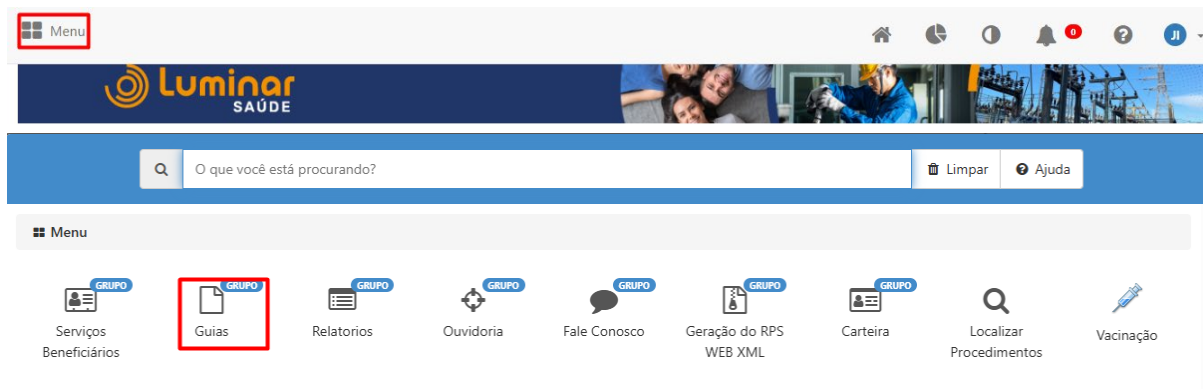 Menu
0
JI
Luminar
SAÚDE
O que você está procurando?
Limpar
Ajuda
Menu
GRUPO
Serviços
Beneficiários
GRUPO
Guias
GRUPO
Relatorios
GRUPO
Ouvidoria
GRUPO
Fale Conosco
GRUPO
Geração do RPS
WEB XML
GRUPO
Carteira
Localizar
Procedimentos
Vacinação